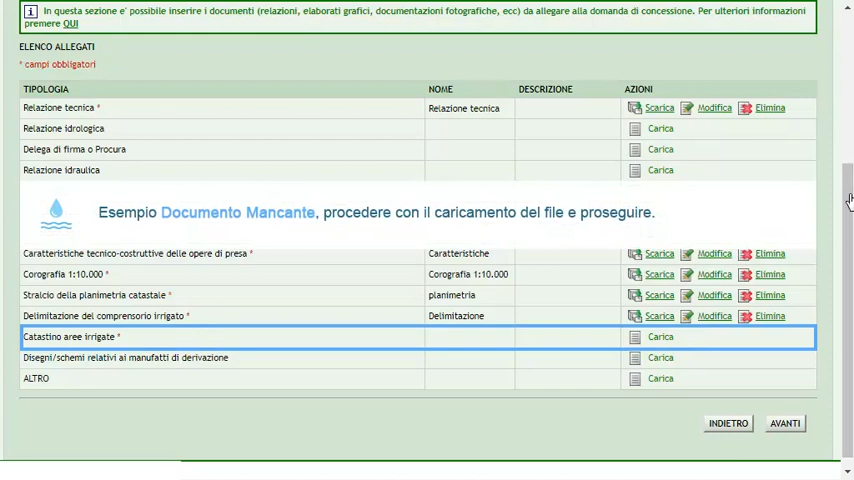 In questa sezione e' possibile inserire i documenti (relazioni, elaborati grafici, documentazioni fotografiche, ecc) da allegare alla domanda di concessione. Per ulteriori informazioni
premere QUI
ELENCO ALLEGATI
* campi obbligatori
TIPOLOGIA NOME DESCRIZIONE AZIONI
Relazione tecnica * Relazione tecnica Scarica Modifica Elimina
Relazione idrologica Carica
Delega di firma o Procura Carica
Relazione idraulica Carica
Esempio Documento Mancante, procedere con il caricamento del file e proseguire.
Caratteristiche tecnico-costruttive delle opere di presa * Caratteristiche Scarica Modifica Elimina
Corografia 1:10.000 * Corografia 1:10.000 Scarica Modifica Elimina
Stralcio della planimetria catastale * planimetria Scarica Modifica Elimina
Delimitazione del comprensorio irrigato * Delimitazione Scarica Modifica Elimina
Catastino aree irrigate * Carica
Disegni/schemi relativi ai manufatti di derivazione Carica
ALTRO Carica
INDIETRO AVANTI